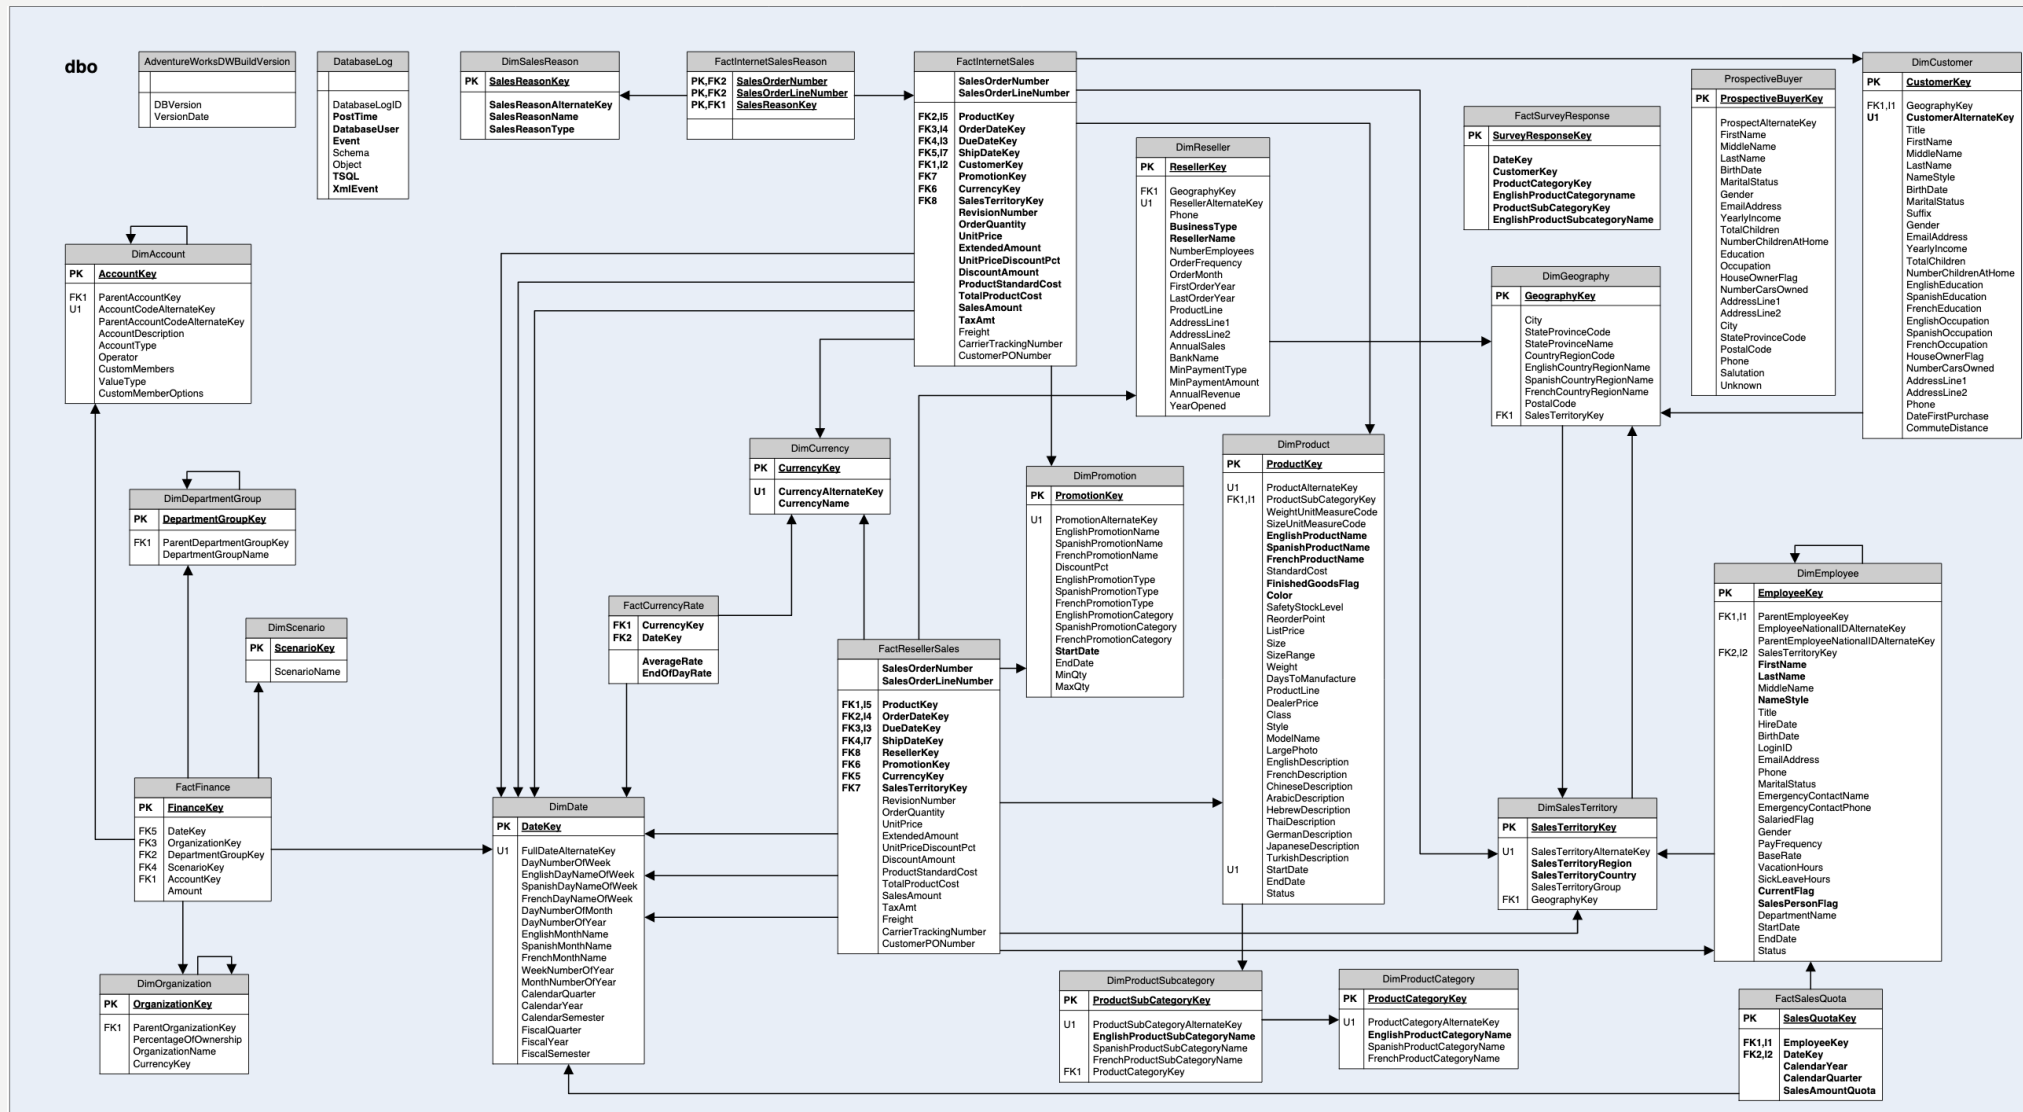 dbo
AdventureWorksDWBuildVersion
DBVersion
VersionDate
DatabaseLog
DatabaseLogID
PostTime
DatabaseUser
Event
Schema
Object
TSQL
XmlEvent
DimSalesReason
PK SalesReasonKey
SalesReasonAlternateKey
SalesReasonName
SalesReasonType
FactInternetSalesReason
PK,FK2 SalesOrderNumber
PK,FK2 SalesOrderLineNumber
PK,FK1 SalesReasonKey
FactInternetSales
SalesOrderNumber
SalesOrderLineNumber
FK2,I5 ProductKey
FK3,I4 OrderDateKey
FK4,I3 DueDateKey
FK5,I7 ShipDateKey
FK1,I2 CustomerKey
FK7 PromotionKey
FK6 CurrencyKey
FK8 SalesTerritoryKey
RevisionNumber
OrderQuantity
UnitPrice
ExtendedAmount
UnitPriceDiscountPct
DiscountAmount
ProductStandardCost
TotalProductCost
SalesAmount
TaxAmt
Freight
CarrierTrackingNumber
CustomerPONumber
DimReseller
PK ResellerKey
FK1 GeographyKey
U1 ResellerAlternateKey
Phone
BusinessType
ResellerName
NumberEmployees
OrderFrequency
OrderMonth
FirstOrderYear
LastOrderYear
ProductLine
AddressLine1
AddressLine2
AnnualSales
BankName
MinPaymentType
MinPaymentAmount
AnnualRevenue
YearOpened
FactSurveyResponse
PK SurveyResponseKey
DateKey
CustomerKey
ProductCategoryKey
EnglishProductCategoryname
ProductSubCategoryKey
EnglishProductSubcategoryName
ProspectiveBuyer
PK ProspectiveBuyerKey
ProspectAlternateKey
FirstName
MiddleName
LastName
BirthDate
MaritalStatus
Gender
EmailAddress
YearlyIncome
TotalChildren
NumberChildrenAtHome
Education
Occupation
HouseOwnerFlag
NumberCarsOwned
AddressLine1
AddressLine2
City
StateProvinceCode
PostalCode
Phone
Salutation
Unknown
DimCustomer
PK CustomerKey
FK1,I1 GeographyKey
U1 CustomerAlternateKey
Title
FirstName
MiddleName
LastName
NameStyle
BirthDate
MaritalStatus
Suffix
Gender
EmailAddress
YearlyIncome
TotalChildren
NumberChildrenAtHome
EnglishEducation
SpanishEducation
FrenchEducation
EnglishOccupation
SpanishOccupation
FrenchOccupation
HouseOwnerFlag
NumberCarsOwned
AddressLine1
AddressLine2
Phone
DateFirstPurchase
CommuteDistance
DimAccount
PK AccountKey
FK1 ParentAccountKey
U1 AccountCodeAlternateKey
ParentAccountCodeAlternateKey
AccountDescription
AccountType
Operator
CustomMembers
ValueType
CustomMemberOptions
DimGeography
PK GeographyKey
City
StateProvinceCode
StateProvinceName
CountryRegionCode
EnglishCountryRegionName
SpanishCountryRegionName
FrenchCountryRegionName
PostalCode
FK1 SalesTerritoryKey
DimCurrency
PK CurrencyKey
U1 CurrencyAlternateKey
CurrencyName
DimPromotion
PK PromotionKey
U1 PromotionAlternateKey
EnglishPromotionName
SpanishPromotionName
FrenchPromotionName
DiscountPct
EnglishPromotionType
SpanishPromotionType
FrenchPromotionType
EnglishPromotionCategory
SpanishPromotionCategory
FrenchPromotionCategory
StartDate
EndDate
MinQty
MaxQty
DimProduct
PK ProductKey
U1 ProductAlternateKey
FK1,I1 ProductSubCategoryKey
WeightUnitMeasureCode
SizeUnitMeasureCode
EnglishProductName
SpanishProductName
FrenchProductName
StandardCost
FinishedGoodsFlag
Color
SafetyStockLevel
ReorderPoint
ListPrice
Size
SizeRange
Weight
DaysToManufacture
ProductLine
DealerPrice
Class
Style
ModelName
LargePhoto
EnglishDescription
FrenchDescription
ChineseDescription
ArabicDescription
HebrewDescription
ThaiDescription
GermanDescription
JapaneseDescription
TurkishDescription
U1 StartDate
EndDate
Status
DimDepartmentGroup
PK DepartmentGroupKey
FK1 ParentDepartmentGroupKey
DepartmentGroupName
DimScenario
PK ScenarioKey
ScenarioName
FactCurrencyRate
FK1 CurrencyKey
FK2 DateKey
AverageRate
EndOfDayRate
FactResellerSales
SalesOrderNumber
SalesOrderLineNumber
FK1,I5 ProductKey
FK2,I4 OrderDateKey
FK3,I3 DueDateKey
FK4,I7 ShipDateKey
FK8 ResellerKey
FK6 PromotionKey
FK5 CurrencyKey
FK7 SalesTerritoryKey
RevisionNumber
OrderQuantity
UnitPrice
ExtendedAmount
UnitPriceDiscountPct
DiscountAmount
ProductStandardCost
TotalProductCost
SalesAmount
TaxAmt
Freight
CarrierTrackingNumber
CustomerPONumber
DimEmployee
PK EmployeeKey
FK1,I1 ParentEmployeeKey
EmployeeNationalIDAlternateKey
ParentEmployeeNationalIDAlternateKey
FK2,I2 SalesTerritoryKey
FirstName
LastName
MiddleName
NameStyle
Title
HireDate
BirthDate
LoginID
EmailAddress
Phone
MaritalStatus
EmergencyContactName
EmergencyContactPhone
SalariedFlag
Gender
PayFrequency
BaseRate
VacationHours
SickLeaveHours
CurrentFlag
SalesPersonFlag
DepartmentName
StartDate
EndDate
Status
FactFinance
PK FinanceKey
FK5 DateKey
FK3 OrganizationKey
FK2 DepartmentGroupKey
FK4 ScenarioKey
FK1 AccountKey
Amount
DimDate
PK DateKey
U1 FullDateAlternateKey
DayNumberOfWeek
EnglishDayNameOfWeek
SpanishDayNameOfWeek
FrenchDayNameOfWeek
DayNumberOfMonth
DayNumberOfYear
EnglishMonthName
SpanishMonthName
FrenchMonthName
WeekNumberOfYear
MonthNumberOfYear
CalendarQuarter
CalendarYear
CalendarSemester
FiscalQuarter
FiscalYear
FiscalSemester
DimSalesTerritory
PK SalesTerritoryKey
U1 SalesTerritoryAlternateKey
SalesTerritoryRegion
SalesTerritoryCountry
SalesTerritoryGroup
FK1 GeographyKey
DimOrganization
PK OrganizationKey
FK1 ParentOrganizationKey
PercentageOfOwnership
OrganizationName
CurrencyKey
DimProductSubcategory
PK ProductSubCategoryKey
U1 ProductSubCategoryAlternateKey
EnglishProductSubCategoryName
SpanishProductSubCategoryName
FrenchProductSubCategoryName
FK1 ProductCategoryKey
DimProductCategory
PK ProductCategoryKey
U1 ProductCategoryAlternateKey
EnglishProductCategoryName
SpanishProductCategoryName
FrenchProductCategoryName
FactSalesQuota
PK SalesQuotaKey
FK1,I1 EmployeeKey
FK2,I2 DateKey
CalendarYear
CalendarQuarter
SalesAmountQuota